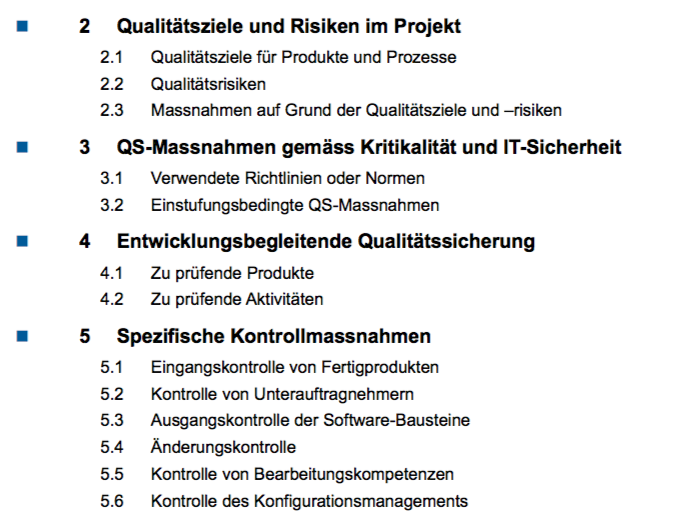 2 Qualitätsziele und Risiken im Projekt
2.1 Qualitätsziele für Produkte und Prozesse
2.2 Qualitätsrisiken
2.3 Massnahmen auf Grund der Qualitätsziele und –risiken
3 QS-Massnahmen gemäss Kritikalität und IT-Sicherheit
3.1 Verwendete Richtlinien oder Normen
3.2 Einstufungsbedingte QS-Massnahmen
4 Entwicklungsbegleitende Qualitätssicherung
4.1 Zu prüfende Produkte
4.2 Zu prüfende Aktivitäten
5 Spezifische Kontrollmassnahmen
5.1 Eingangskontrolle von Fertigprodukten
5.2 Kontrolle von Unterauftragnehmern
5.3 Ausgangskontrolle der Software-Bausteine
5.4 Änderungskontrolle
5.5 Kontrolle von Bearbeitungskompetenzen
5.6 Kontrolle des Konfigurationsmanagements